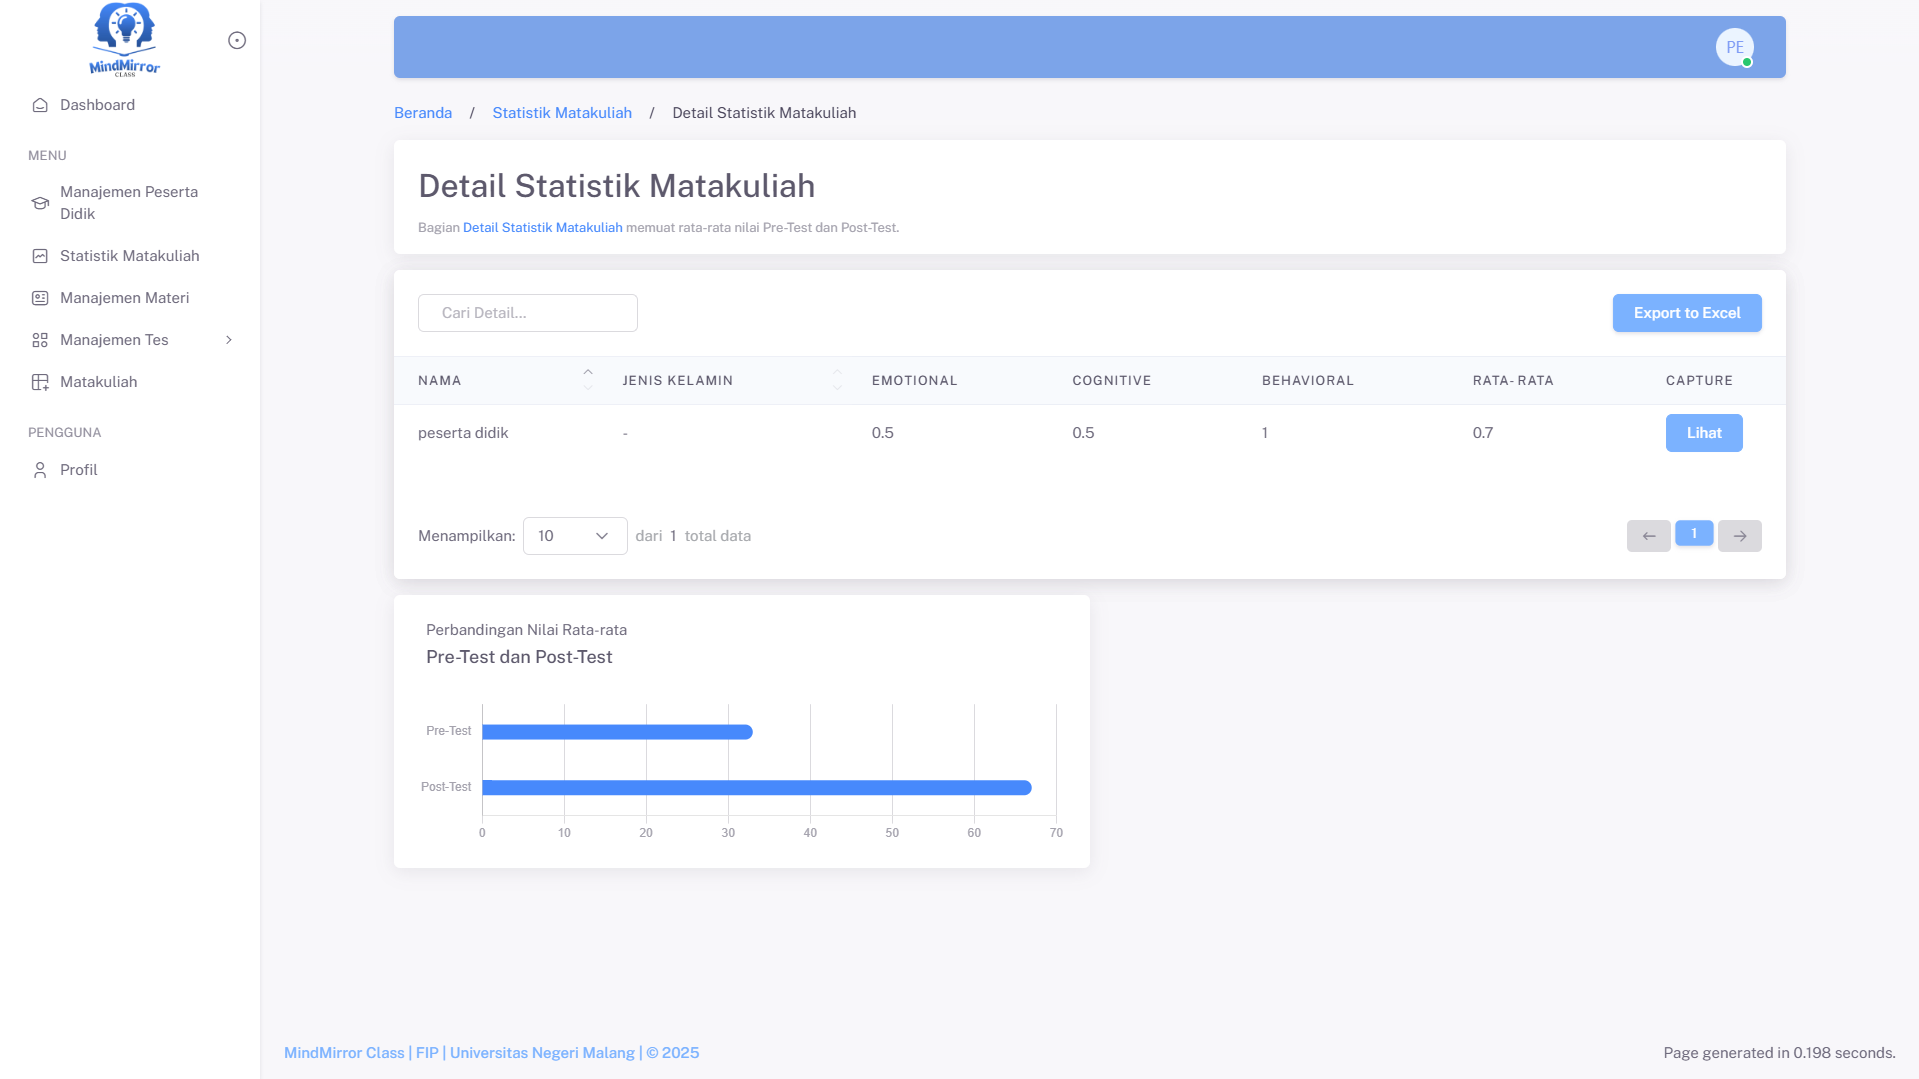 MindMirror
CLASS
PE
Dashboard
MENU
Manajemen Peserta
Didik
Statistik Matakuliah
Manajemen Materi
Manajemen Tes
Matakuliah
PENGGUNA
Profil
Beranda / Statistik Matakuliah / Detail Statistik Matakuliah
Detail Statistik Matakuliah
Bagian Detail Statistik Matakuliah memuat rata-rata nilai Pre-Test dan Post-Test.
Cari Detail...
Export to Excel
NAMA JENIS KELAMIN EMOTIONAL COGNITIVE BEHAVIORAL RATA- RATA CAPTURE
peserta didik - 0.5 0.5 1 0.7 Lihat
Menampilkan: 10 dari 1 total data
← 1 →
Perbandingan Nilai Rata-rata
Pre-Test dan Post-Test
Pre-Test
Post-Test
0 10 20 30 40 50 60 70
MindMirror Class | FIP | Universitas Negeri Malang | © 2025
Page generated in 0.198 seconds.